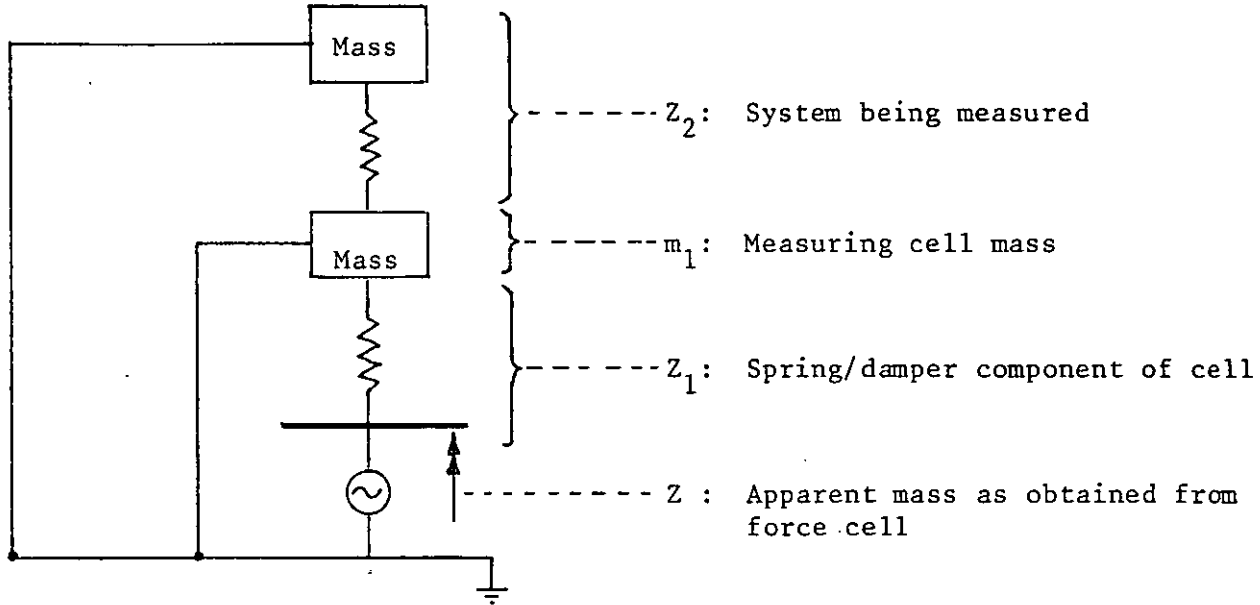 Mass
Z2: System being measured
Mass
m1: Measuring cell mass
Z1: Spring/damper component of cell
Z : Apparent mass as obtained from
force cell